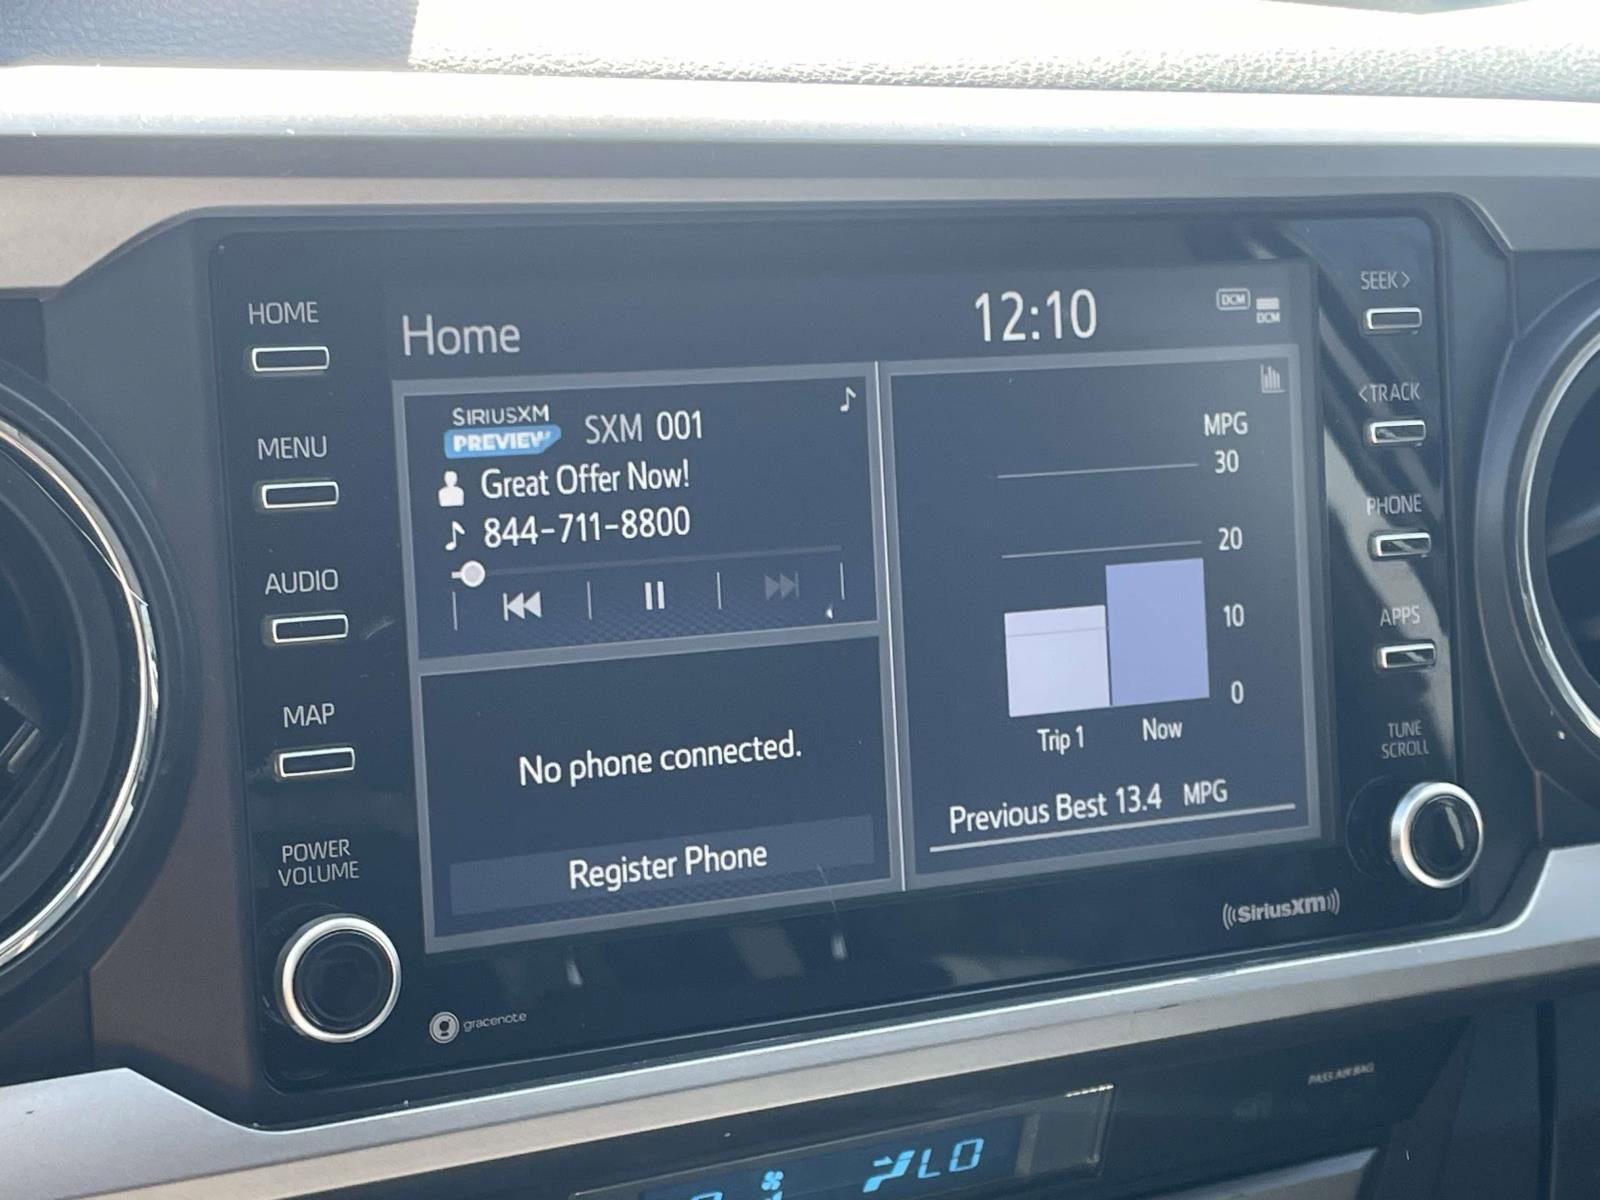 HOME
MENU
AUDIO
MAP
POWER
VOLUME
Home
12:10
DCM
DCM
SIRIUSXM
PREVIEW
SXM 001
Great Offer Now!
844-711-8800
No phone connected.
Register Phone
MPG
30
20
10
0
Trip 1
Now
Previous Best 13.4 MPG
SEEK>
<TRACK
PHONE
APPS
TUNE
SCROLL
((SiriusXM))
gracenote
PASS AIR BAG
LO